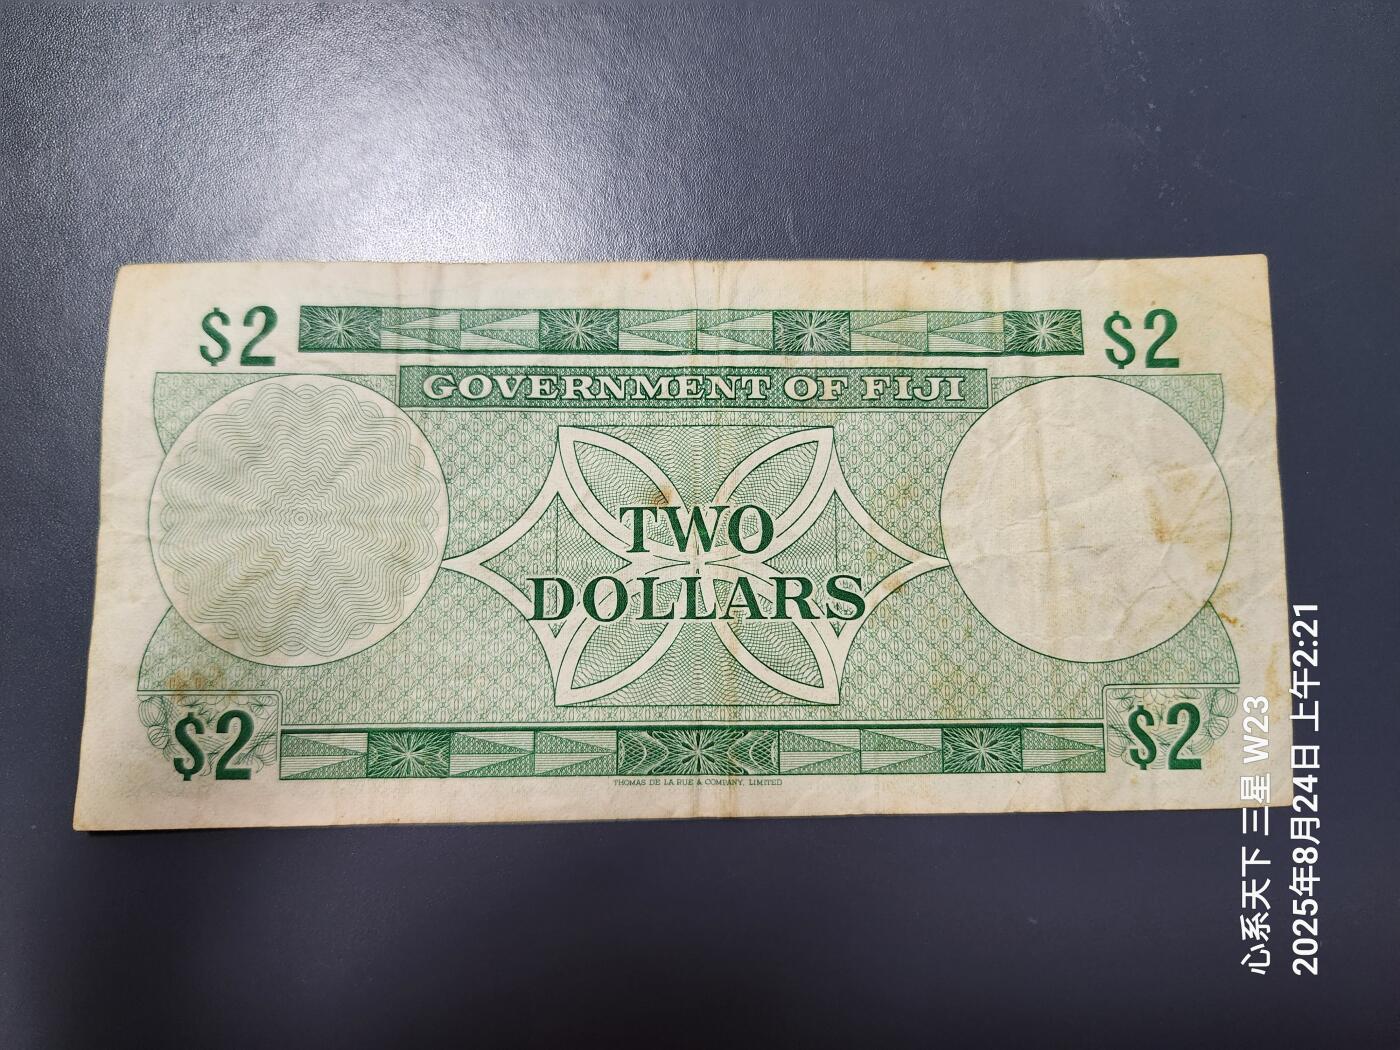 $2
$2
GOVERNMENT OF FIJI
TWO
DOLLARS
$2
$2
THOMAS DE LA RUE & COMPANY, LIMITED
心系天下 三星 W23
2025年8月24日 上午2:21